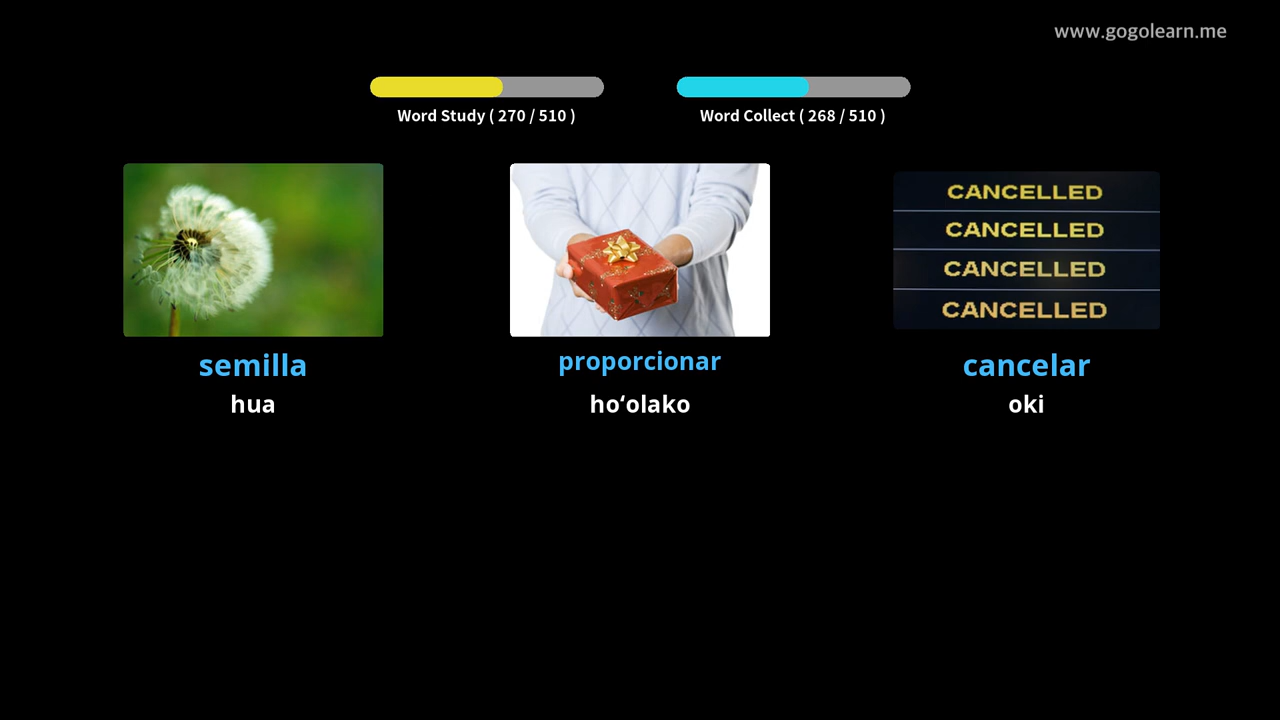 www.gogolearn.me
Word Study ( 270 / 510 )
Word Collect ( 268 / 510 )
CANCELLED
CANCELLED
CANCELLED
CANCELLED
semilla
proporcionar
cancelar
hua
hoʻolako
oki